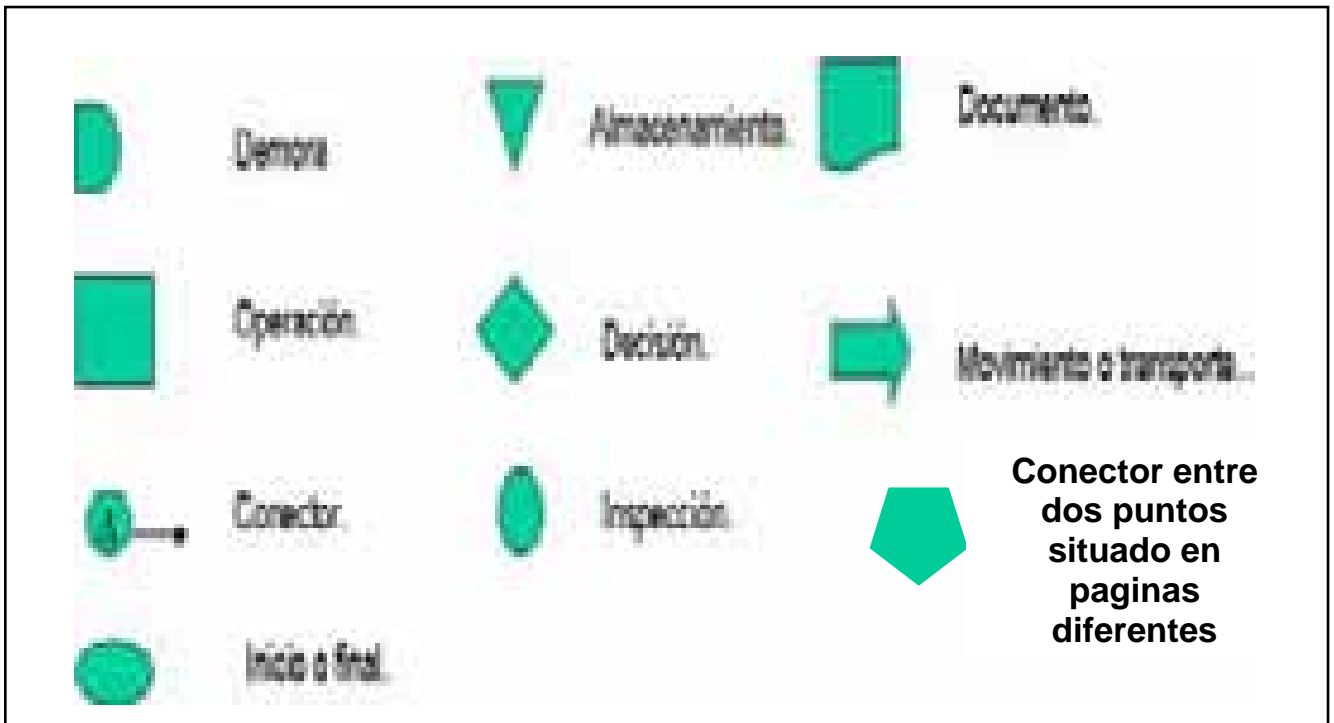 Demora
Almacenamiento.
Documento.
Operación.
Decisión.
Movimiento o transporte..
Conector.
Inspección.
Conector entre
dos puntos
situado en
paginas
diferentes
Inicio o final.